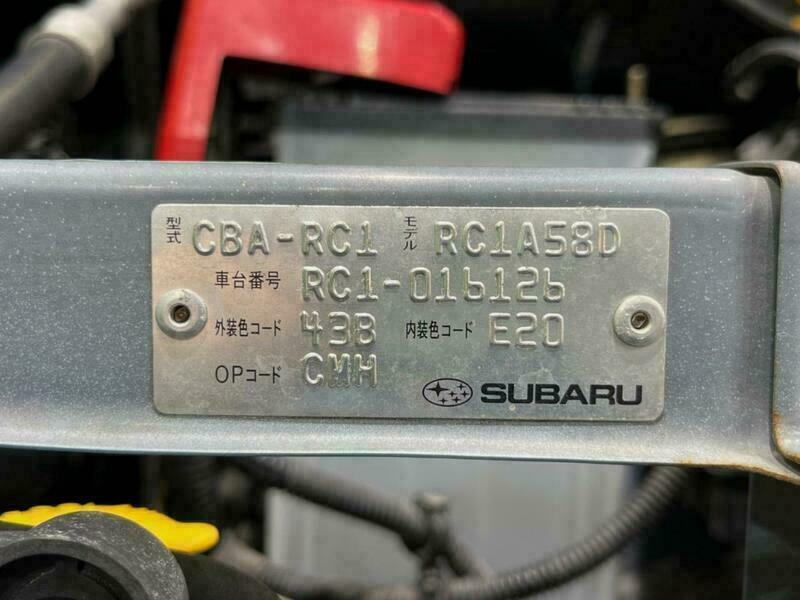 型式 CBA-RC1 モデル RC1A58D
車台番号 RC1-016126
外装色コード 43B 内装色コード E20
OPコード CMH
SUBARU